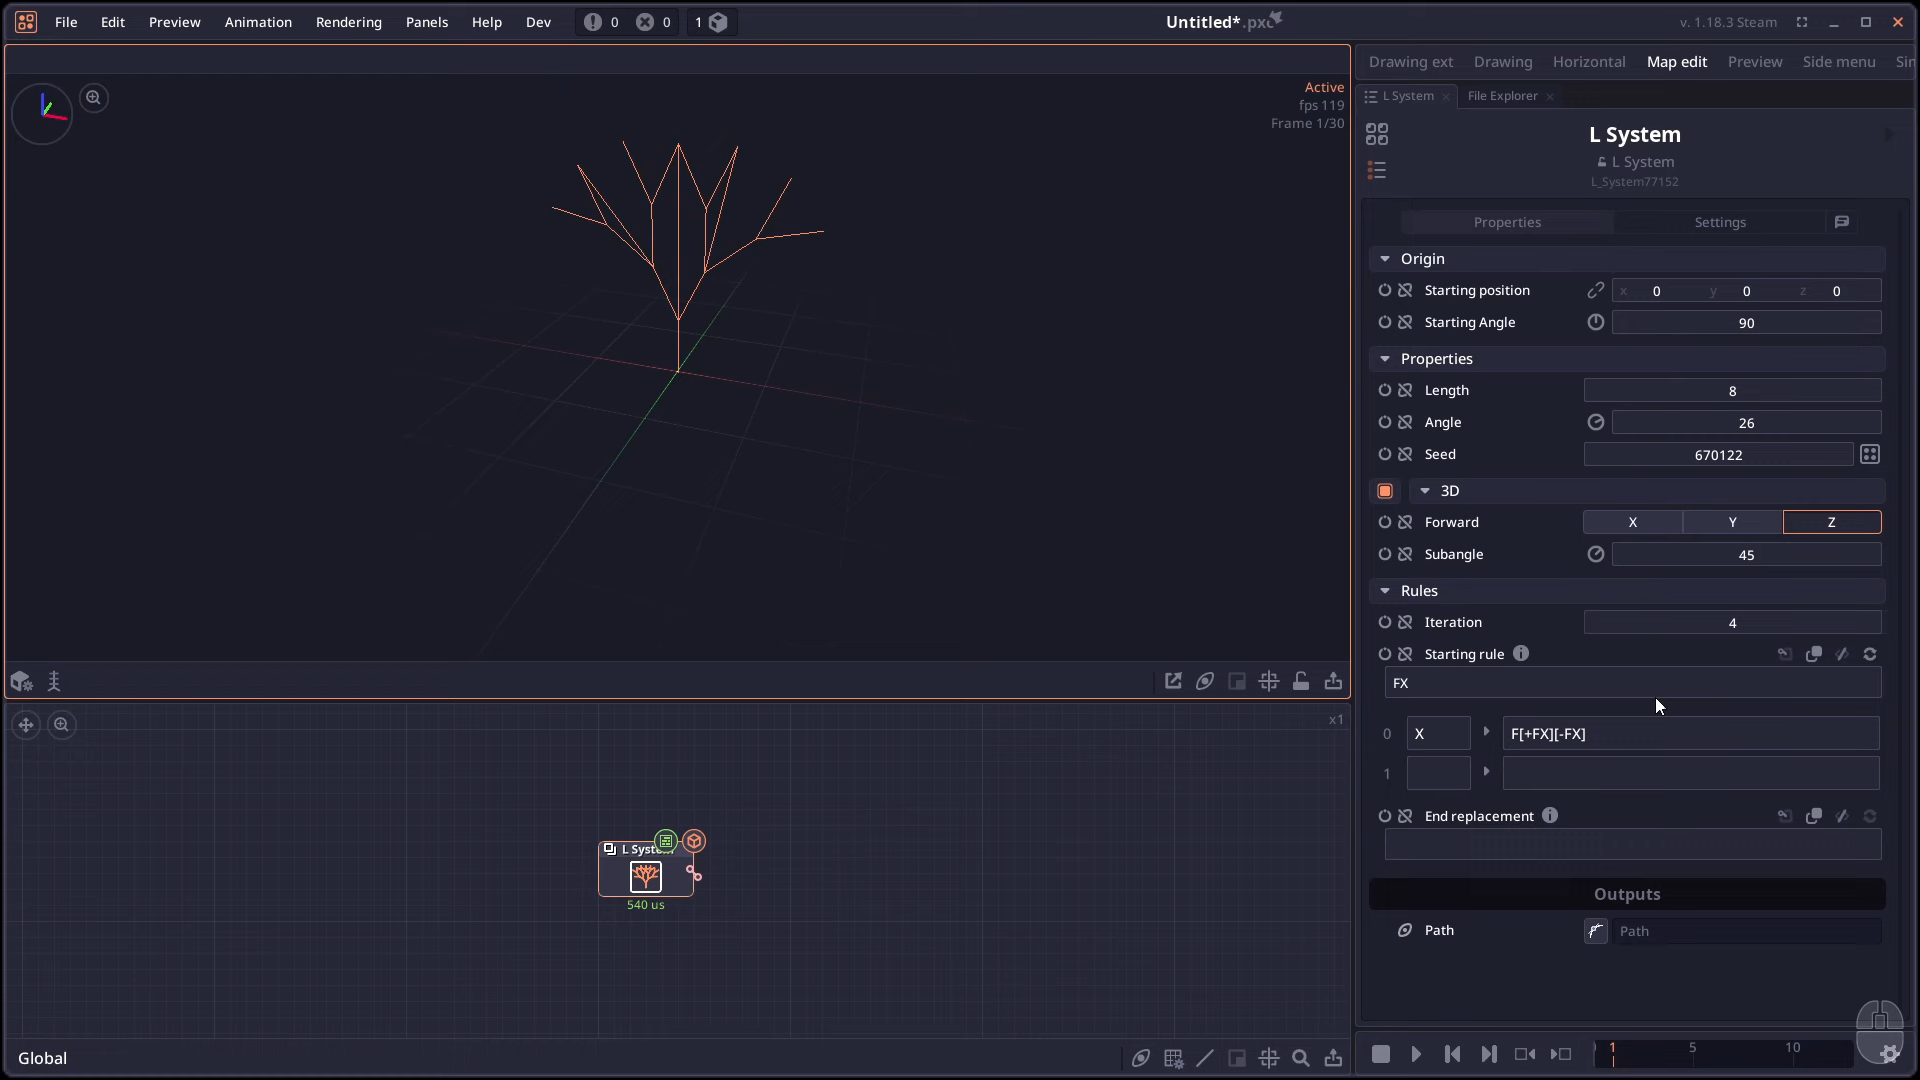 File Edit Preview Animation Rendering Panels Help Dev 0 0 1 Untitled*.pxc v. 1.18.3 Steam
Drawing ext Drawing Horizontal Map edit Preview Side menu Sin
L System File Explorer
Active
fps 119
Frame 1/30
L System
L System
L_System77152
Properties Settings
Origin
Starting position x 0 y 0 z 0
Starting Angle 90
Properties
Length 8
Angle 26
Seed 670122
3D
Forward X Y Z
Subangle 45
Rules
Iteration 4
Starting rule
FX
0 X F[+FX][-FX]
1
End replacement
Outputs
Path Path
x1
L Syst
540 us
Global
1 5 10